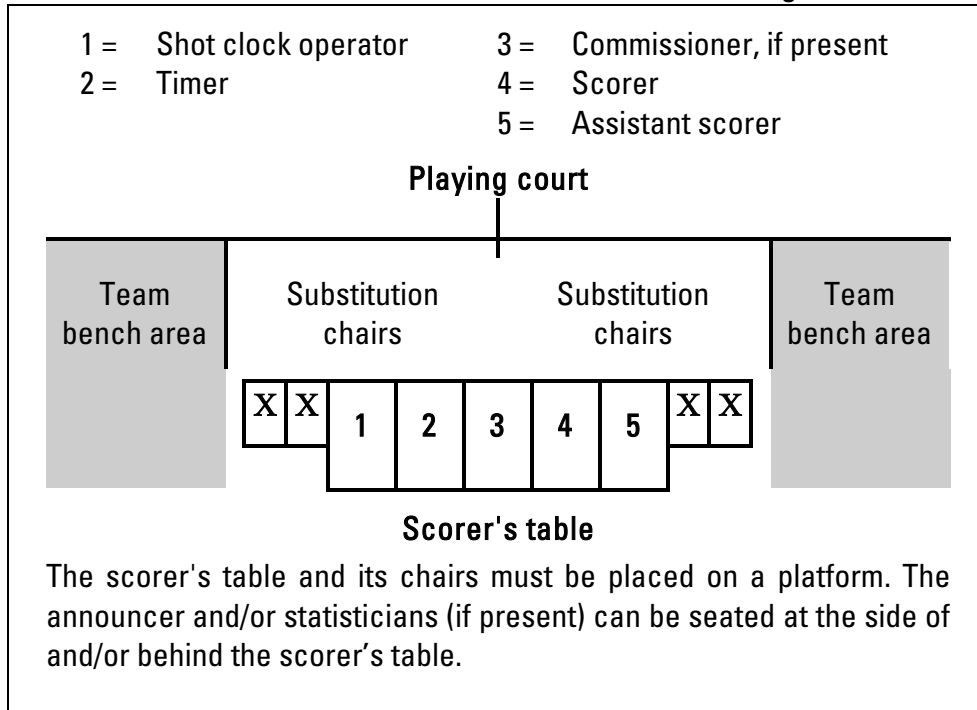 1 = Shot clock operator
2 = Timer
3 = Commissioner, if present
4 = Scorer
5 = Assistant scorer
Playing court
Team
bench area
Substitution
chairs
Substitution
chairs
Team
bench area
X X 1 2 3 4 5 X X
Scorer's table
The scorer's table and its chairs must be placed on a platform. The
announcer and/or statisticians (if present) can be seated at the side of
and/or behind the scorer’s table.